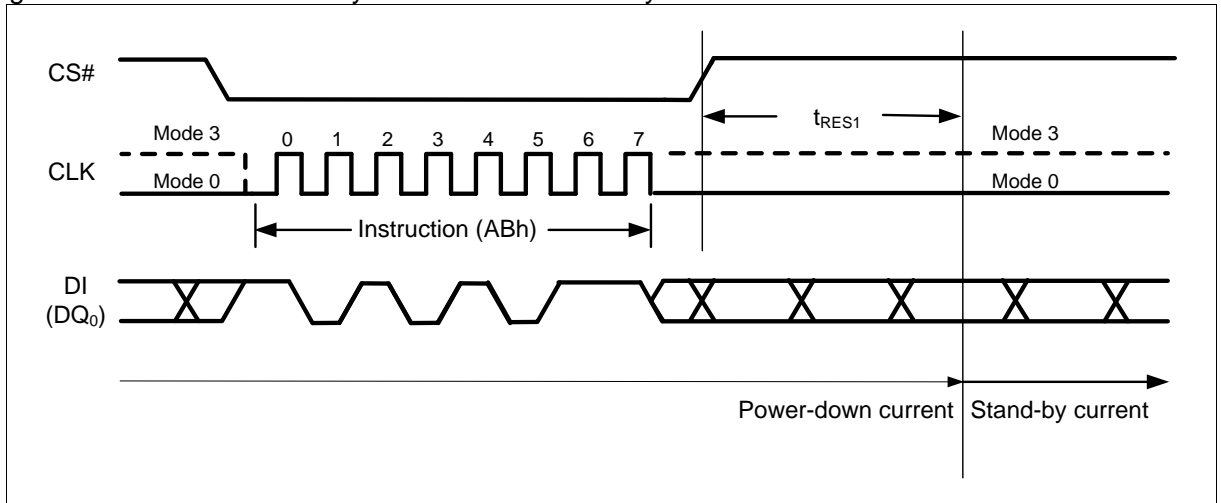 CS#
tRES1
Mode 3 0 1 2 3 4 5 6 7 Mode 3
CLK
Mode 0 Mode 0
Instruction (ABh)
DI
(DQ0)
Power-down current Stand-by current